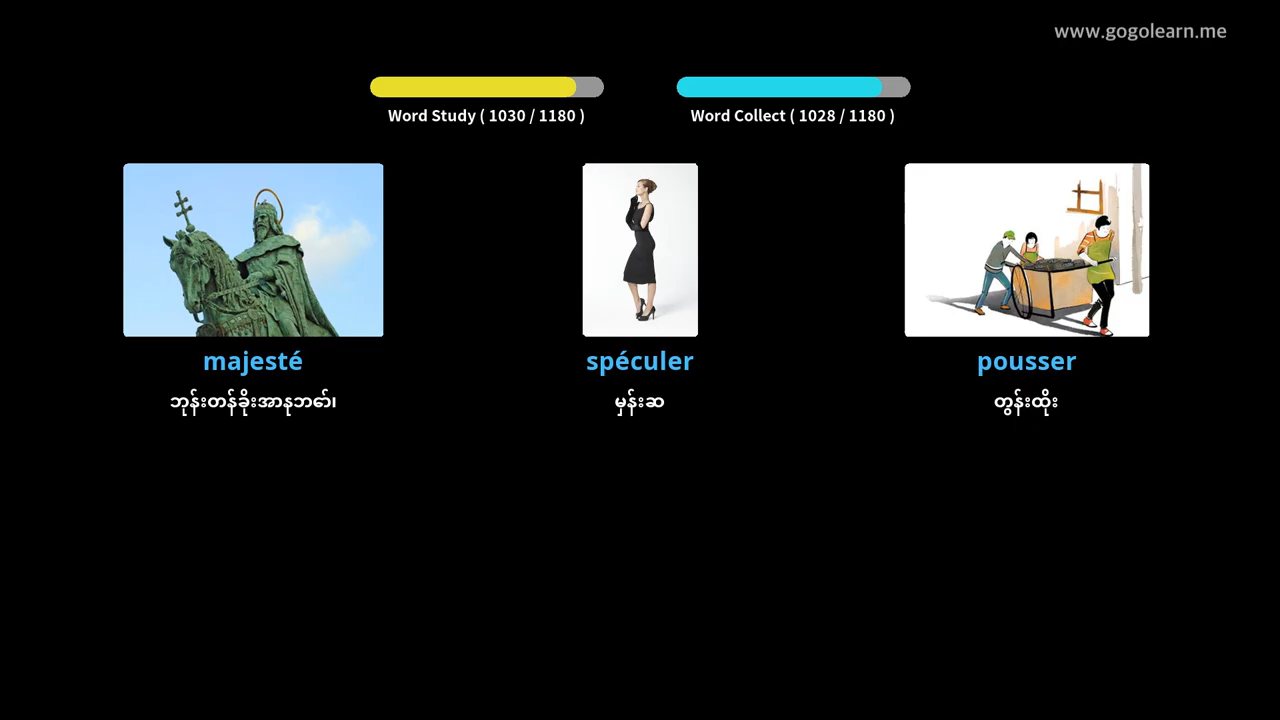 www.gogolearn.me
Word Study ( 1030 / 1180 )
Word Collect ( 1028 / 1180 )
majesté
spéculer
pousser
ဘုန်းတန်ခိုးအာနုဘဓာ်၊
မှန်းဆ
တွန်းထိုး